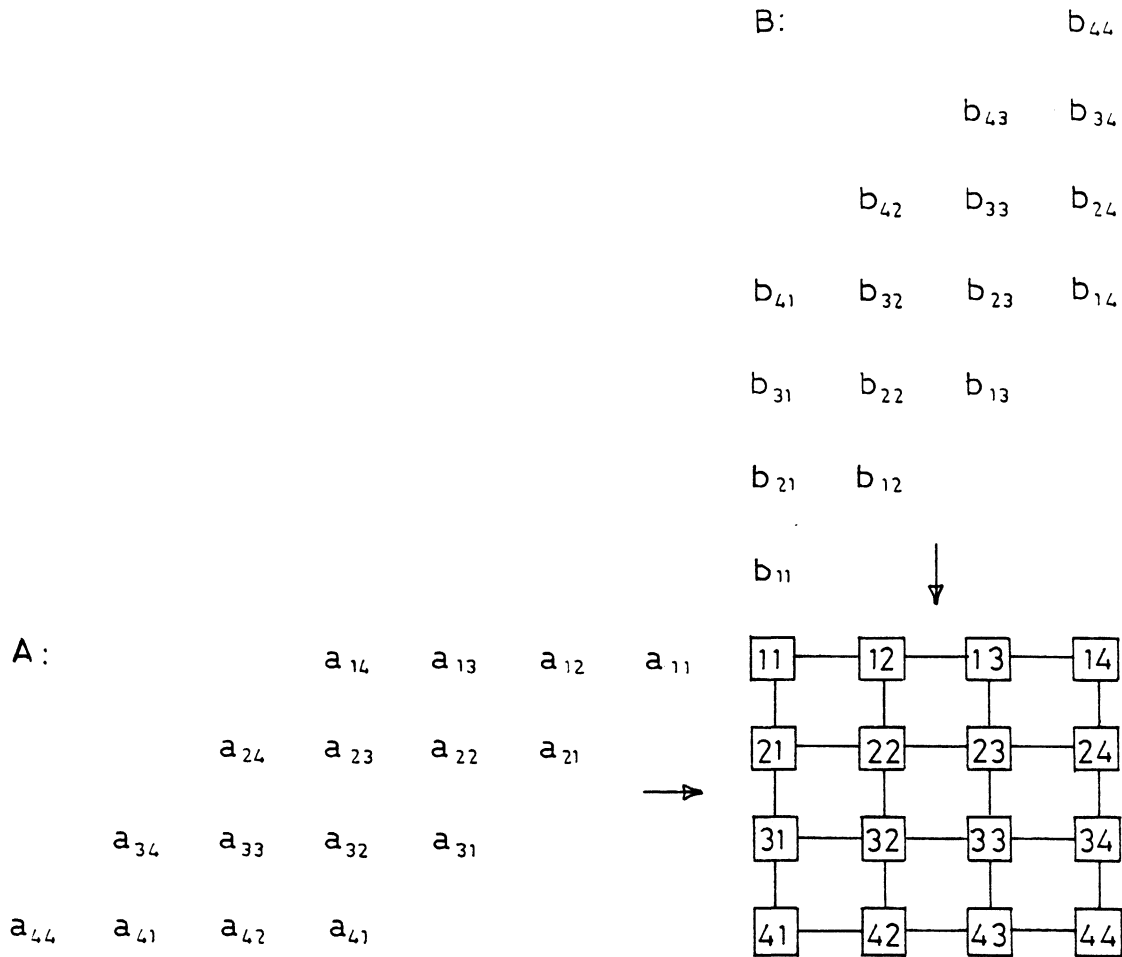 B: b44
b43 b34
b42 b33 b24
b41 b32 b23 b14
b31 b22 b13
b21 b12
b11
A: a14 a13 a12 a11 11 12 13 14
a24 a23 a22 a21 21 22 23 24
a34 a33 a32 a31 31 32 33 34
a44 a41 a42 a41 41 42 43 44